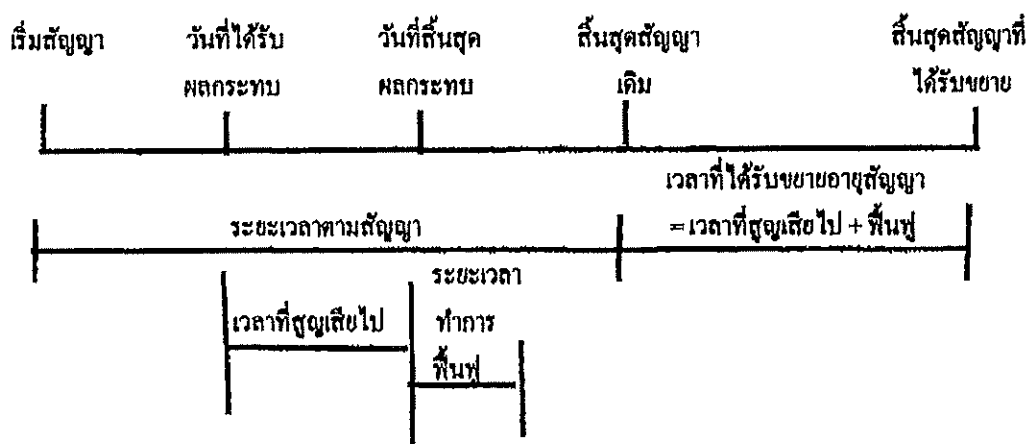 เริ่มสัญญา วันที่ได้รับ วันที่สิ้นสุด สิ้นสุดสัญญา สิ้นสุดสัญญาที่
ผลกระทบ ผลกระทบ เดิม ได้รับขยาย
เวลาที่ได้รับขยายอายุสัญญา
ระยะเวลาตามสัญญา =เวลาที่สูญเสียไป + ฟื้นฟู
ระยะเวลา
เวลาที่สูญเสียไป ทำการ
ฟื้นฟู